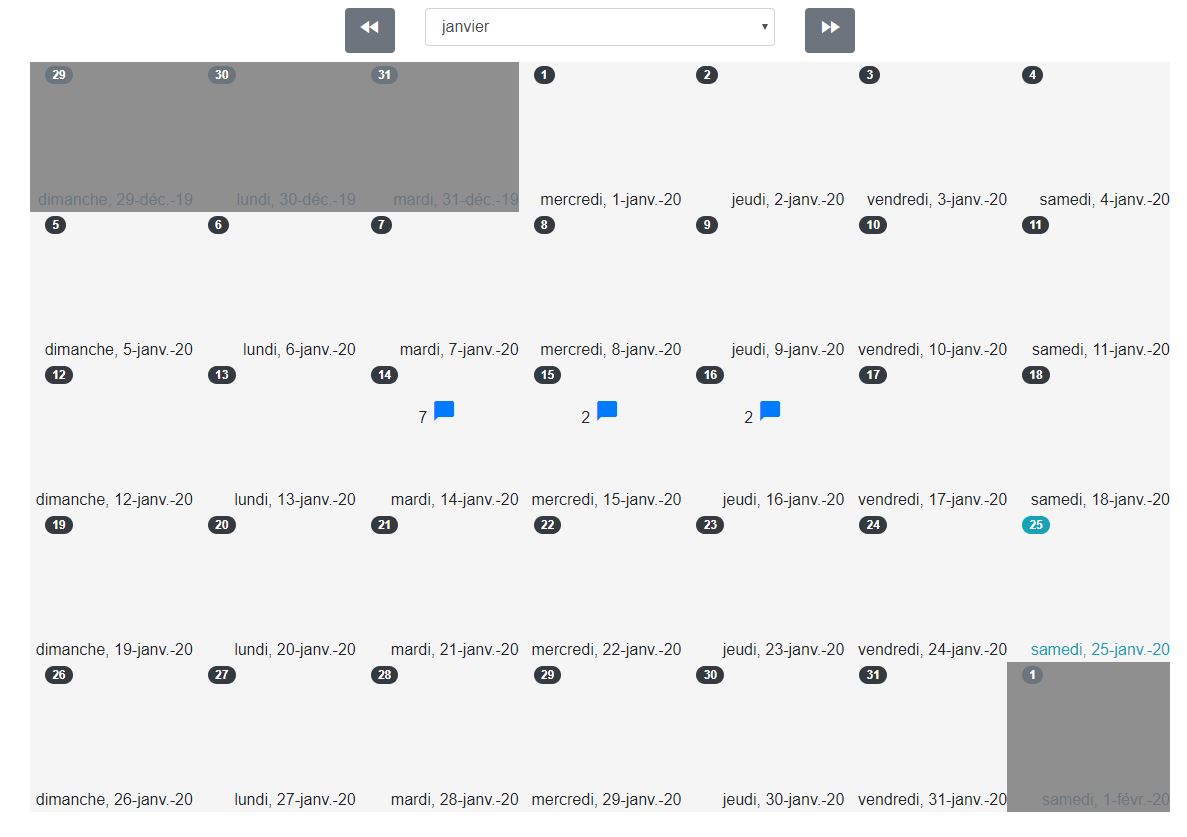 janvier
29 30 31 1 2 3 4
dimanche, 29-déc.-19 lundi, 30-déc.-19 mardi, 31-déc.-19 mercredi, 1-janv.-20 jeudi, 2-janv.-20 vendredi, 3-janv.-20 samedi, 4-janv.-20
5 6 7 8 9 10 11
dimanche, 5-janv.-20 lundi, 6-janv.-20 mardi, 7-janv.-20 mercredi, 8-janv.-20 jeudi, 9-janv.-20 vendredi, 10-janv.-20 samedi, 11-janv.-20
12 13 14 15 16 17 18
7 2 2
dimanche, 12-janv.-20 lundi, 13-janv.-20 mardi, 14-janv.-20 mercredi, 15-janv.-20 jeudi, 16-janv.-20 vendredi, 17-janv.-20 samedi, 18-janv.-20
19 20 21 22 23 24 25
dimanche, 19-janv.-20 lundi, 20-janv.-20 mardi, 21-janv.-20 mercredi, 22-janv.-20 jeudi, 23-janv.-20 vendredi, 24-janv.-20 samedi, 25-janv.-20
26 27 28 29 30 31 1
dimanche, 26-janv.-20 lundi, 27-janv.-20 mardi, 28-janv.-20 mercredi, 29-janv.-20 jeudi, 30-janv.-20 vendredi, 31-janv.-20 samedi, 1-févr.-20